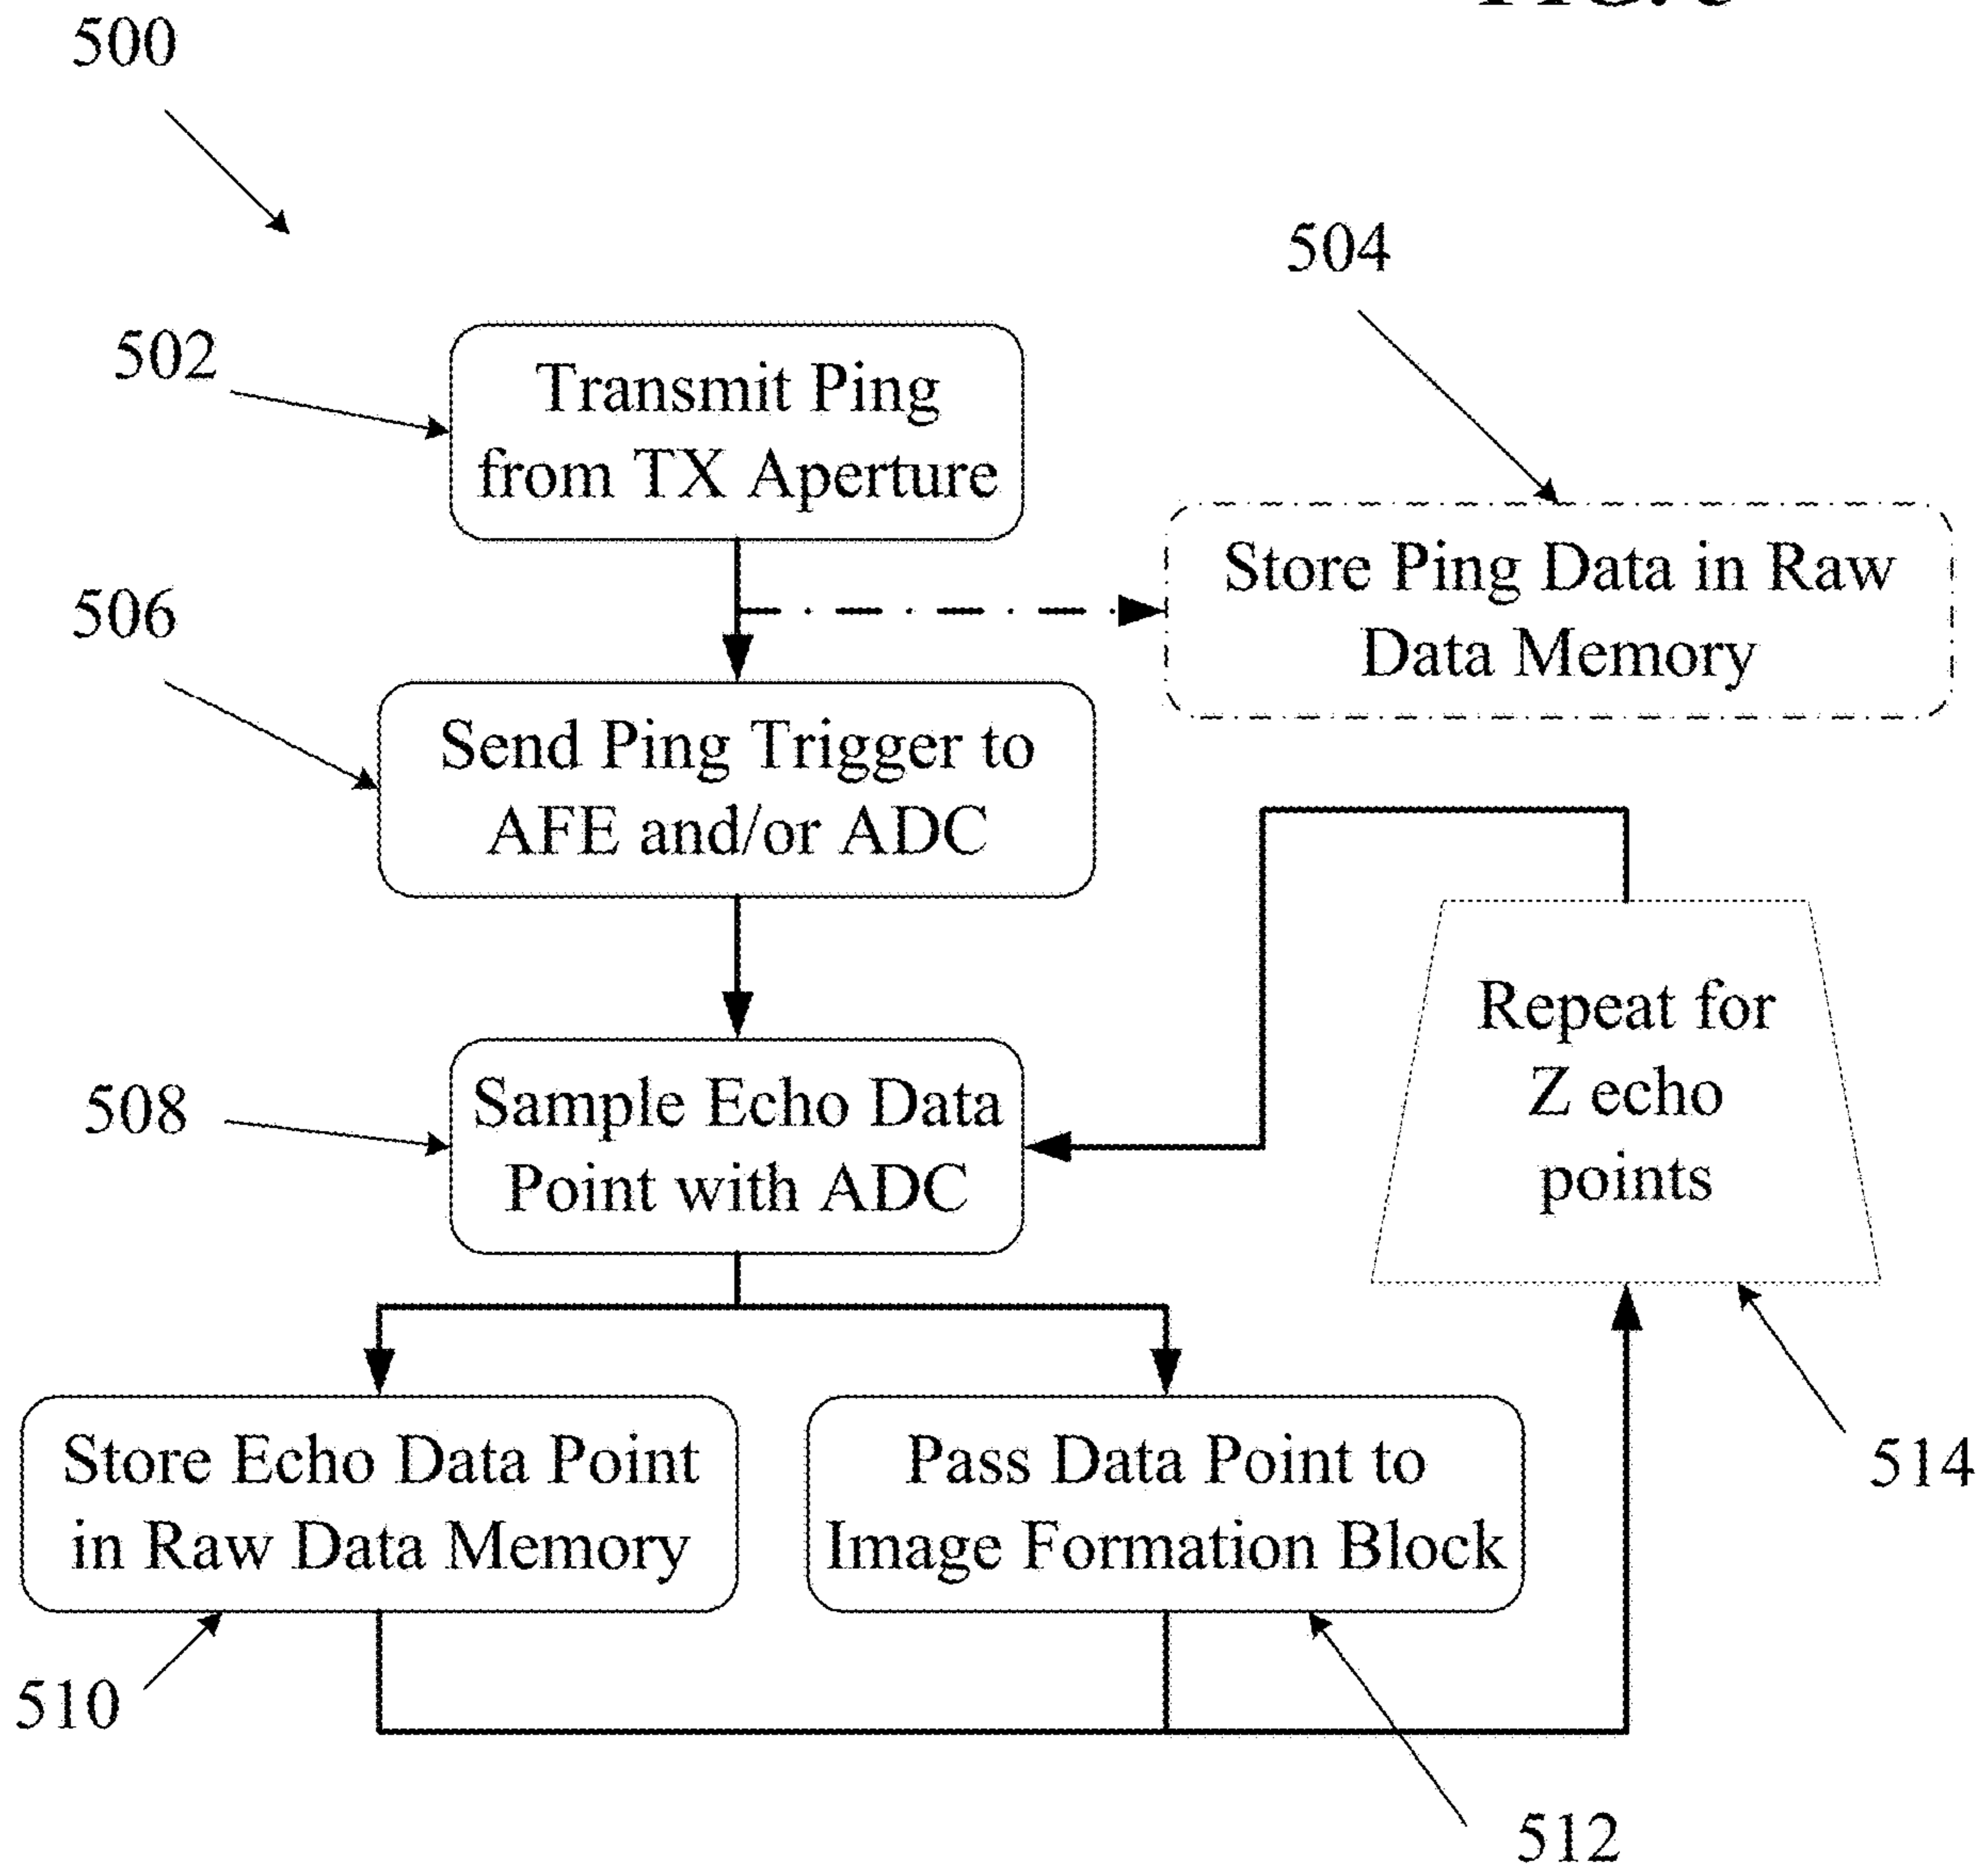 500
504
502
Transmit Ping
from TX Aperture
Store Ping Data in Raw
Data Memory
506
Send Ping Trigger to
AFE and/or ADC
Repeat for
Z echo
points
508
Sample Echo Data
Point with ADC
514
Store Echo Data Point
in Raw Data Memory
Pass Data Point to
Image Formation Block
510
512